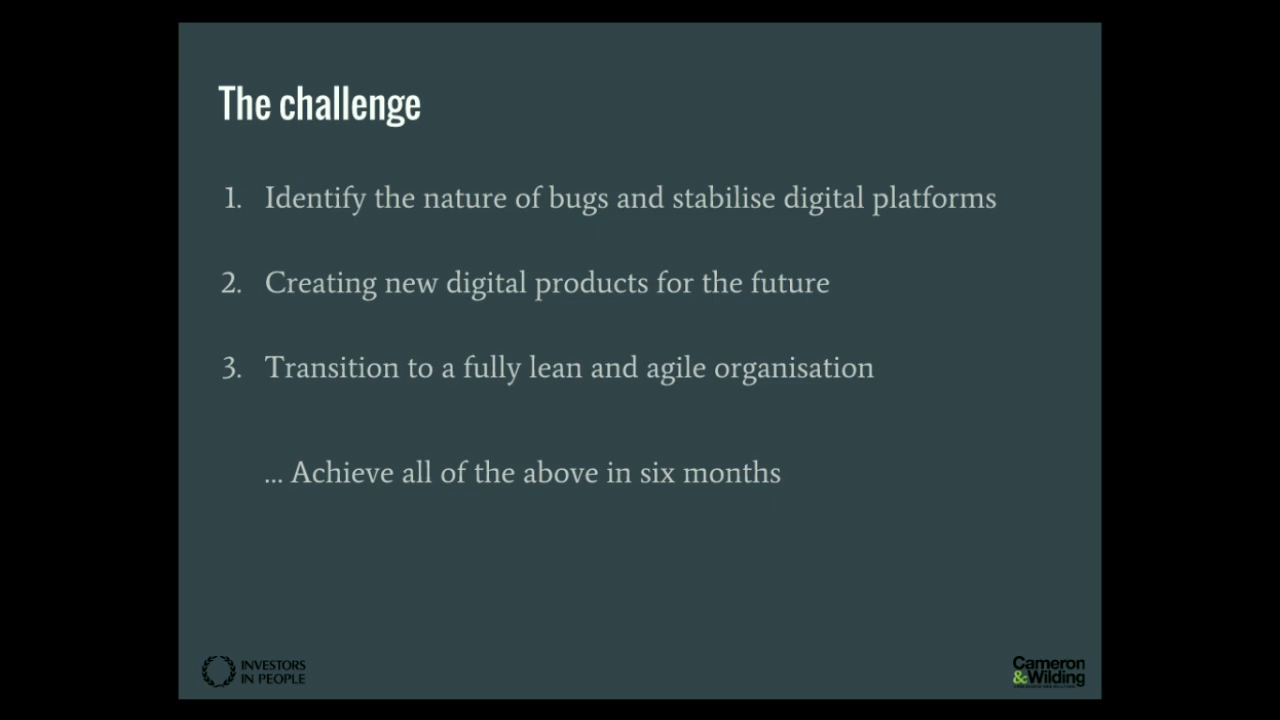 The challenge
1. Identify the nature of bugs and stabilise digital platforms
2. Creating new digital products for the future
3. Transition to a fully lean and agile organisation
... Achieve all of the above in six months
INVESTORS
IN PEOPLE
Cameron
&Wilding